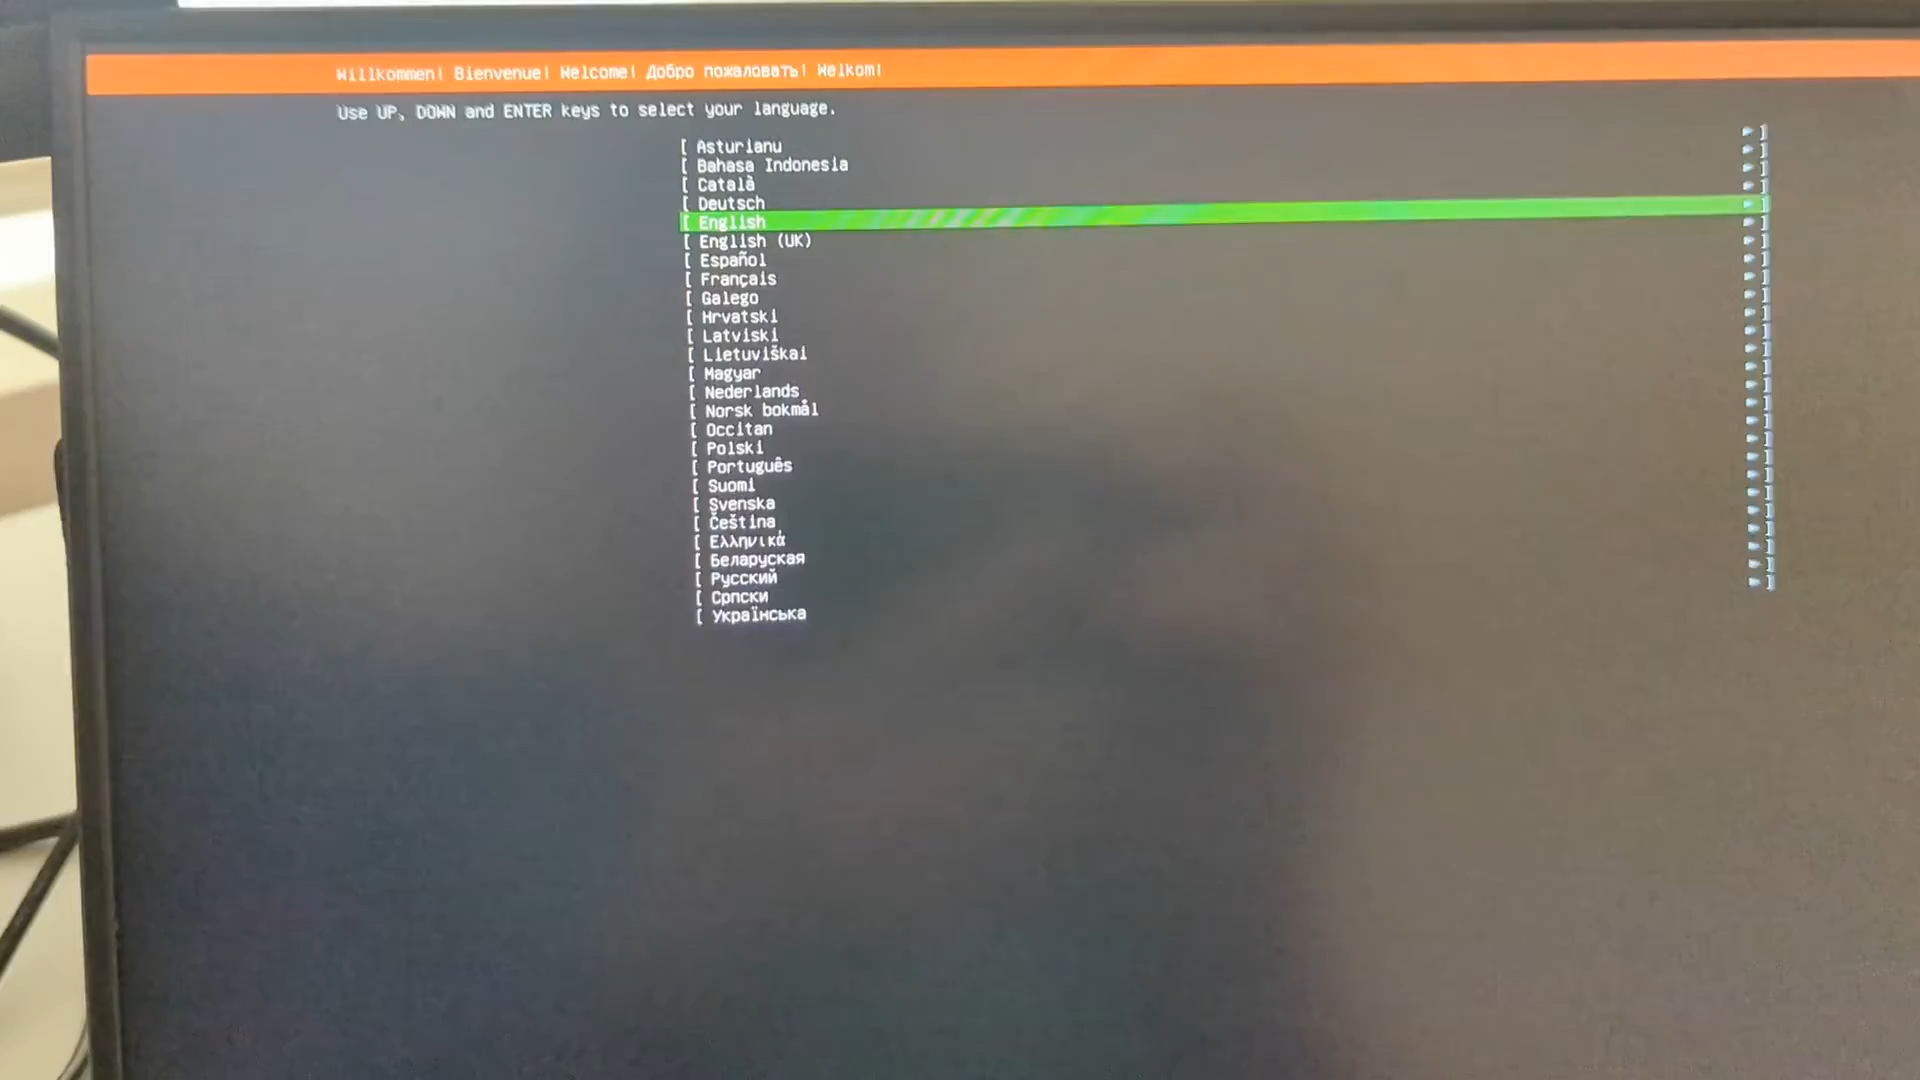 Willkommen! Bienvenue! Welcome! Добро пожаловать! Welkom!
Use UP, DOWN and ENTER keys to select your language.
[ Asturianu ► ]
[ Bahasa Indonesia ► ]
[ Català ► ]
[ Deutsch ► ]
[ English ► ]
[ English (UK) ► ]
[ Español ► ]
[ Français ► ]
[ Galego ► ]
[ Hrvatski ► ]
[ Latviski ► ]
[ Lietuviškai ► ]
[ Magyar ► ]
[ Nederlands ► ]
[ Norsk bokmål ► ]
[ Occitan ► ]
[ Polski ► ]
[ Português ► ]
[ Suomi ► ]
[ Svenska ► ]
[ Čeština ► ]
[ Ελληνικά ► ]
[ Беларуская ► ]
[ Русский ► ]
[ Српски ► ]
[ Українська ► ]